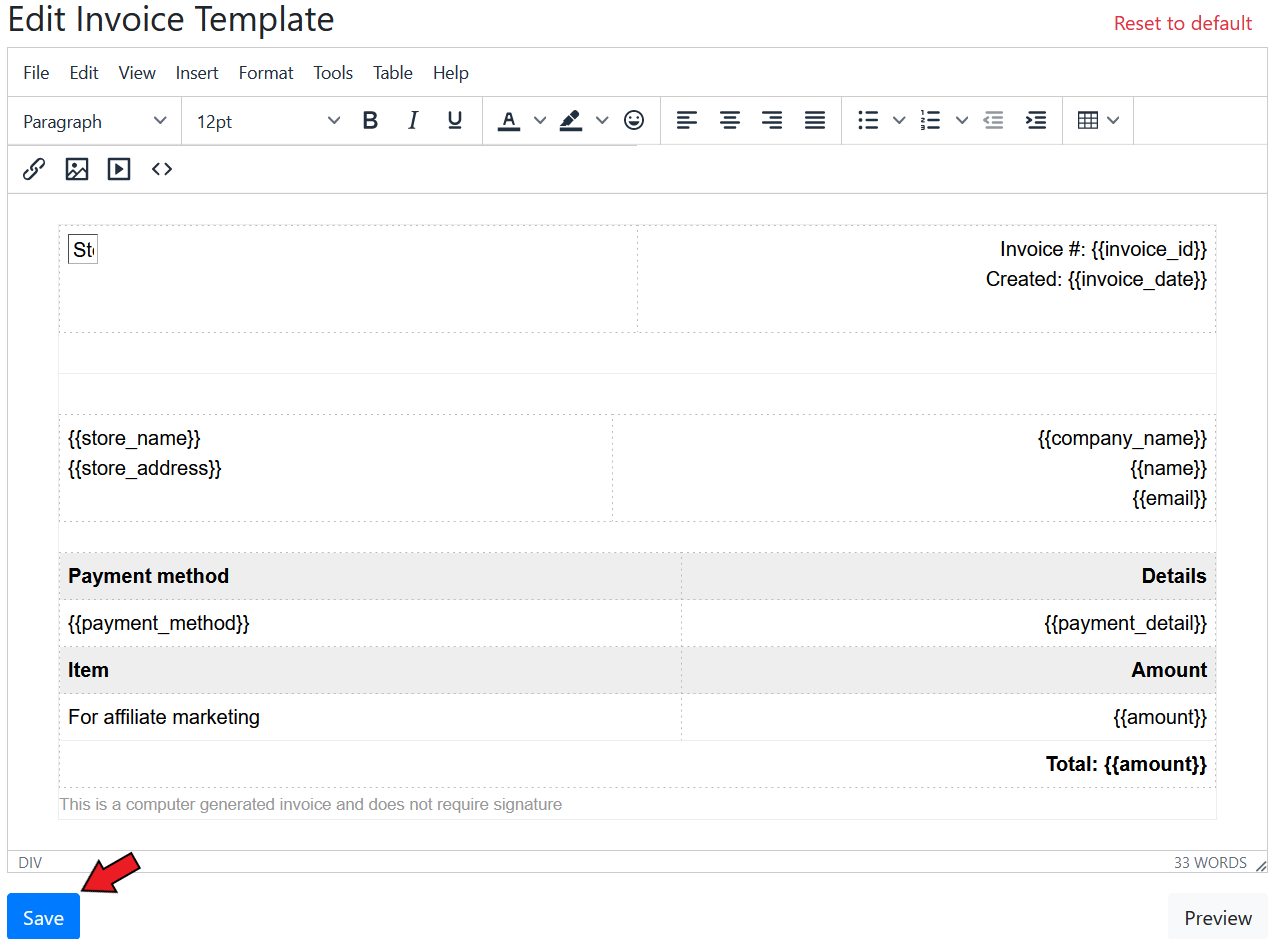 Edit Invoice Template
Reset to default
File Edit View Insert Format Tools Table Help
Paragraph 12pt B I U A
Invoice #: {{invoice_id}}
Created: {{invoice_date}}
{{store_name}} {{company_name}}
{{store_address}} {{name}}
{{email}}
Payment method Details
{{payment_method}} {{payment_detail}}
Item Amount
For affiliate marketing {{amount}}
Total: {{amount}}
This is a computer generated invoice and does not require signature
DIV 33 WORDS
Save Preview